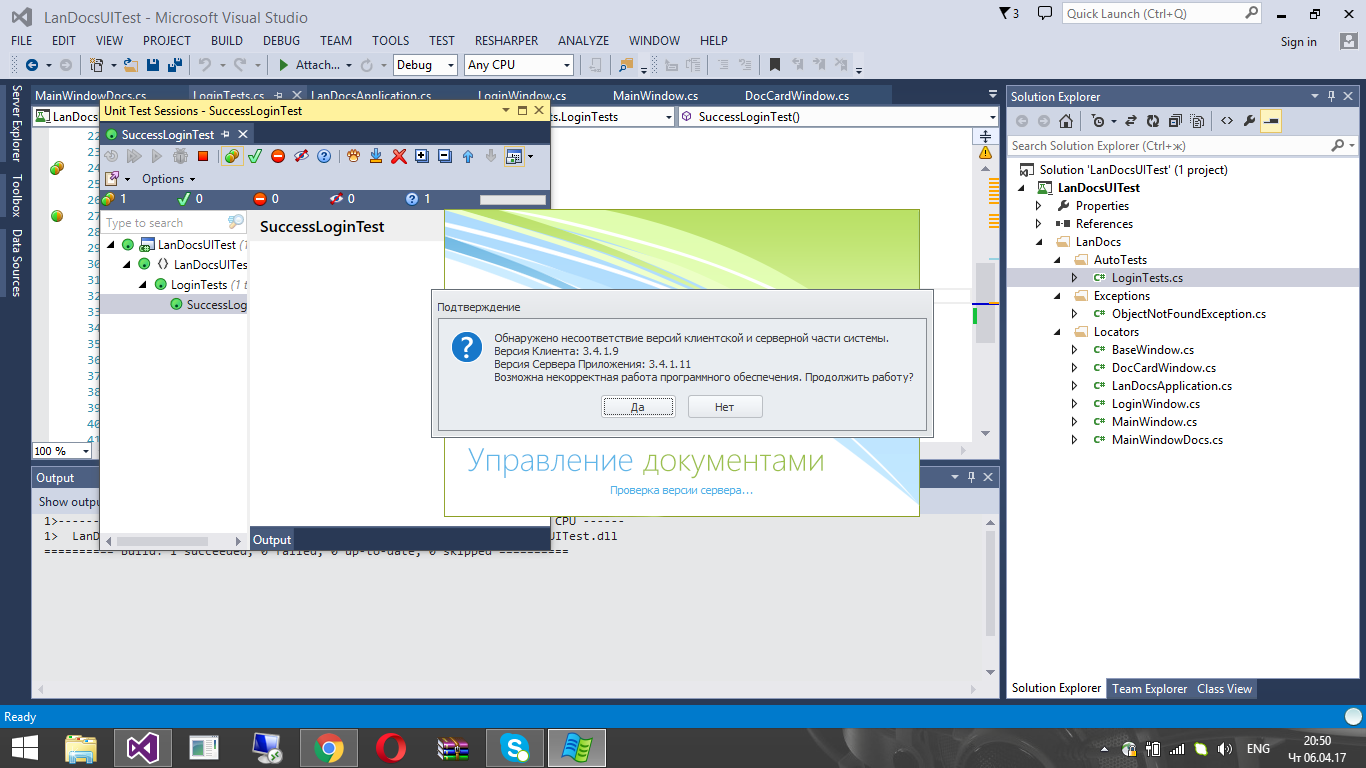 LanDocsUITest - Microsoft Visual Studio
3
Quick Launch (Ctrl+Q)
FILE EDIT VIEW PROJECT BUILD DEBUG TEAM TOOLS TEST RESHARPER ANALYZE WINDOW HELP
Sign in
Attach... Debug Any CPU
Server Explorer
Toolbox
Data Sources
MainWindowDocs.cs LoginTests.cs LanDocsApplication.cs LoginWindow.cs MainWindow.cs DocCardWindow.cs
LanDocs
.LoginTests
SuccessLoginTest()
Unit Test Sessions - SuccessLoginTest
SuccessLoginTest
Options
1 0 0 0 1
Type to search
LanDocsUITest (1
LanDocsUITes
LoginTests (1 t
SuccessLog
SuccessLoginTest
Output
22
23
24
25
26
27
28
29
30
31
32
33
34
35
36
37
38
39
40
41
100 %
Подтверждение
Обнаружено несоответствие версий клиентской и серверной части системы.
Версия Клиента: 3.4.1.9
Версия Сервера Приложения: 3.4.1.11
Возможна некорректная работа программного обеспечения. Продолжить работу?
Да Нет
Управление документами
Проверка версии сервера...
Output
Show outpu
1>------
CPU ------
1> LanD
UITest.dll
========== Build: 1 succeeded, 0 failed, 0 up-to-date, 0 skipped ==========
Solution Explorer
Search Solution Explorer (Ctrl+ж)
Solution 'LanDocsUITest' (1 project)
LanDocsUITest
Properties
References
LanDocs
AutoTests
C# LoginTests.cs
Exceptions
C# ObjectNotFoundException.cs
Locators
C# BaseWindow.cs
C# DocCardWindow.cs
C# LanDocsApplication.cs
C# LoginWindow.cs
C# MainWindow.cs
C# MainWindowDocs.cs
Solution Explorer Team Explorer Class View
Ready
ENG
20:50
Чт 06.04.17